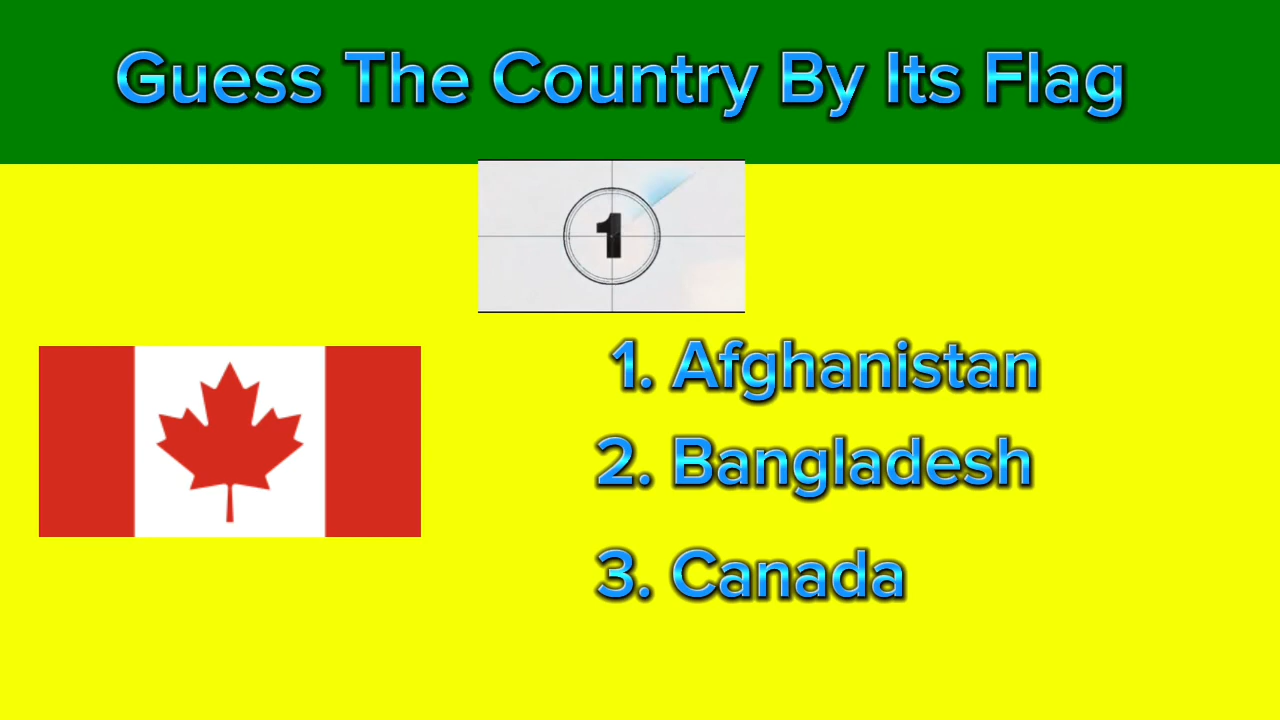 Guess The Country By Its Flag
1
1. Afghanistan
2. Bangladesh
3. Canada